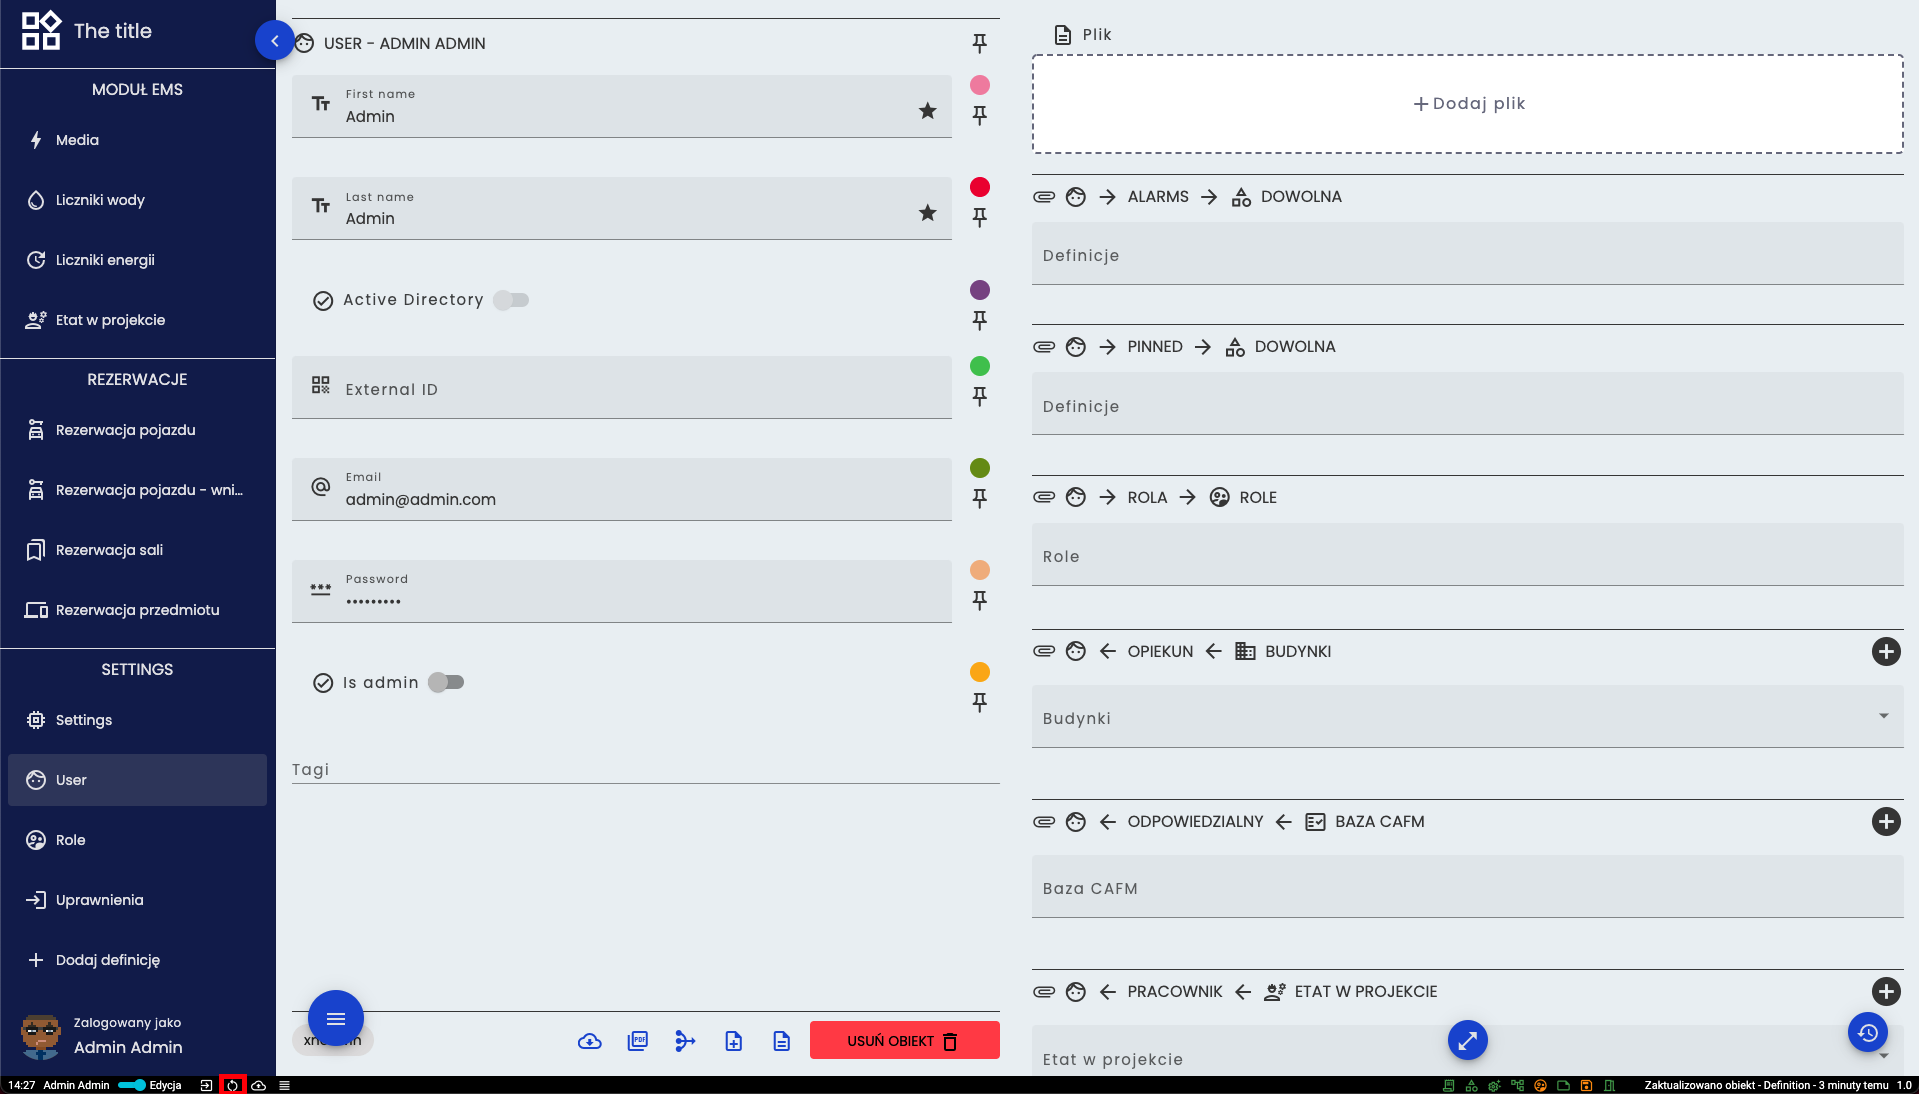 The title
MODUŁ EMS
Media
Liczniki wody
Liczniki energii
Etat w projekcie
REZERWACJE
Rezerwacja pojazdu
Rezerwacja pojazdu - wni...
Rezerwacja sali
Rezerwacja przedmiotu
SETTINGS
Settings
User
Role
Uprawnienia
Dodaj definicję
Zalogowany jako
Admin Admin
USER - ADMIN ADMIN
First name
Admin
Last name
Admin
Active Directory
External ID
Email
admin@admin.com
Password
•••••••••
Is admin
Tagi
PDF
USUŃ OBIEKT
Plik
Dodaj plik
ALARMS
DOWOLNA
Definicje
PINNED
DOWOLNA
Definicje
ROLA
ROLE
Role
OPIEKUN
BUDYNKI
Budynki
ODPOWIEDZIALNY
BAZA CAFM
Baza CAFM
PRACOWNIK
ETAT W PROJEKCIE
Etat w projekcie
14:27 Admin Admin Edycja
Zaktualizowano obiekt - Definition - 3 minuty temu 1.0